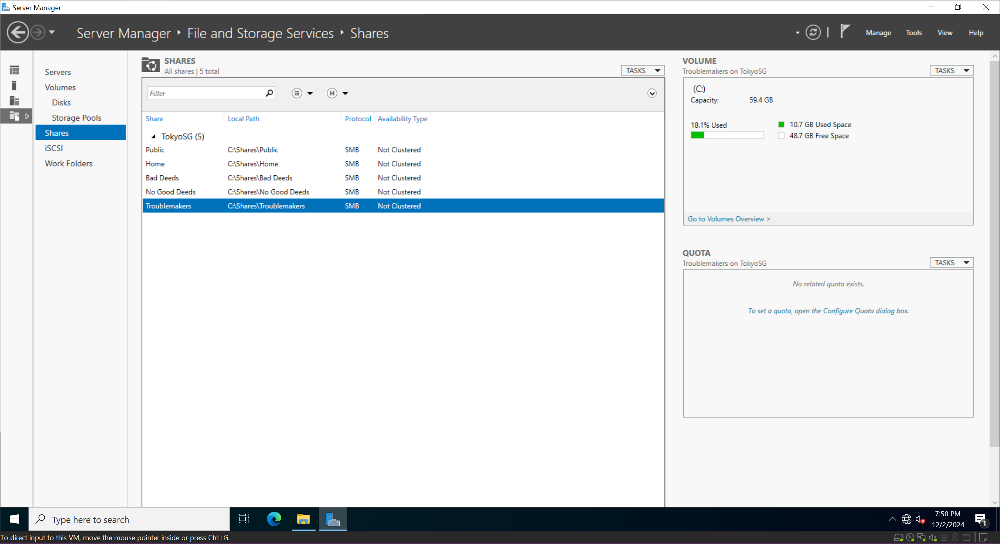 Server Manager
Server Manager ‣ File and Storage Services ‣ Shares
Manage Tools View Help
Servers
Volumes
Disks
Storage Pools
Shares
iSCSI
Work Folders
SHARES
All shares | 5 total
TASKS
Filter
Share Local Path Protocol Availability Type
TokyoSG (5)
Public C:\Shares\Public SMB Not Clustered
Home C:\Shares\Home SMB Not Clustered
Bad Deeds C:\Shares\Bad Deeds SMB Not Clustered
No Good Deeds C:\Shares\No Good Deeds SMB Not Clustered
Troublemakers C:\Shares\Troublemakers SMB Not Clustered
VOLUME
Troublemakers on TokyoSG
TASKS
(C:)
Capacity: 59.4 GB
18.1% Used
10.7 GB Used Space
48.7 GB Free Space
Go to Volumes Overview >
QUOTA
Troublemakers on TokyoSG
TASKS
No related quota exists.
To set a quota, open the Configure Quota dialog box.
Type here to search
7:58 PM
12/2/2024
1
To direct input to this VM, move the mouse pointer inside or press Ctrl+G.